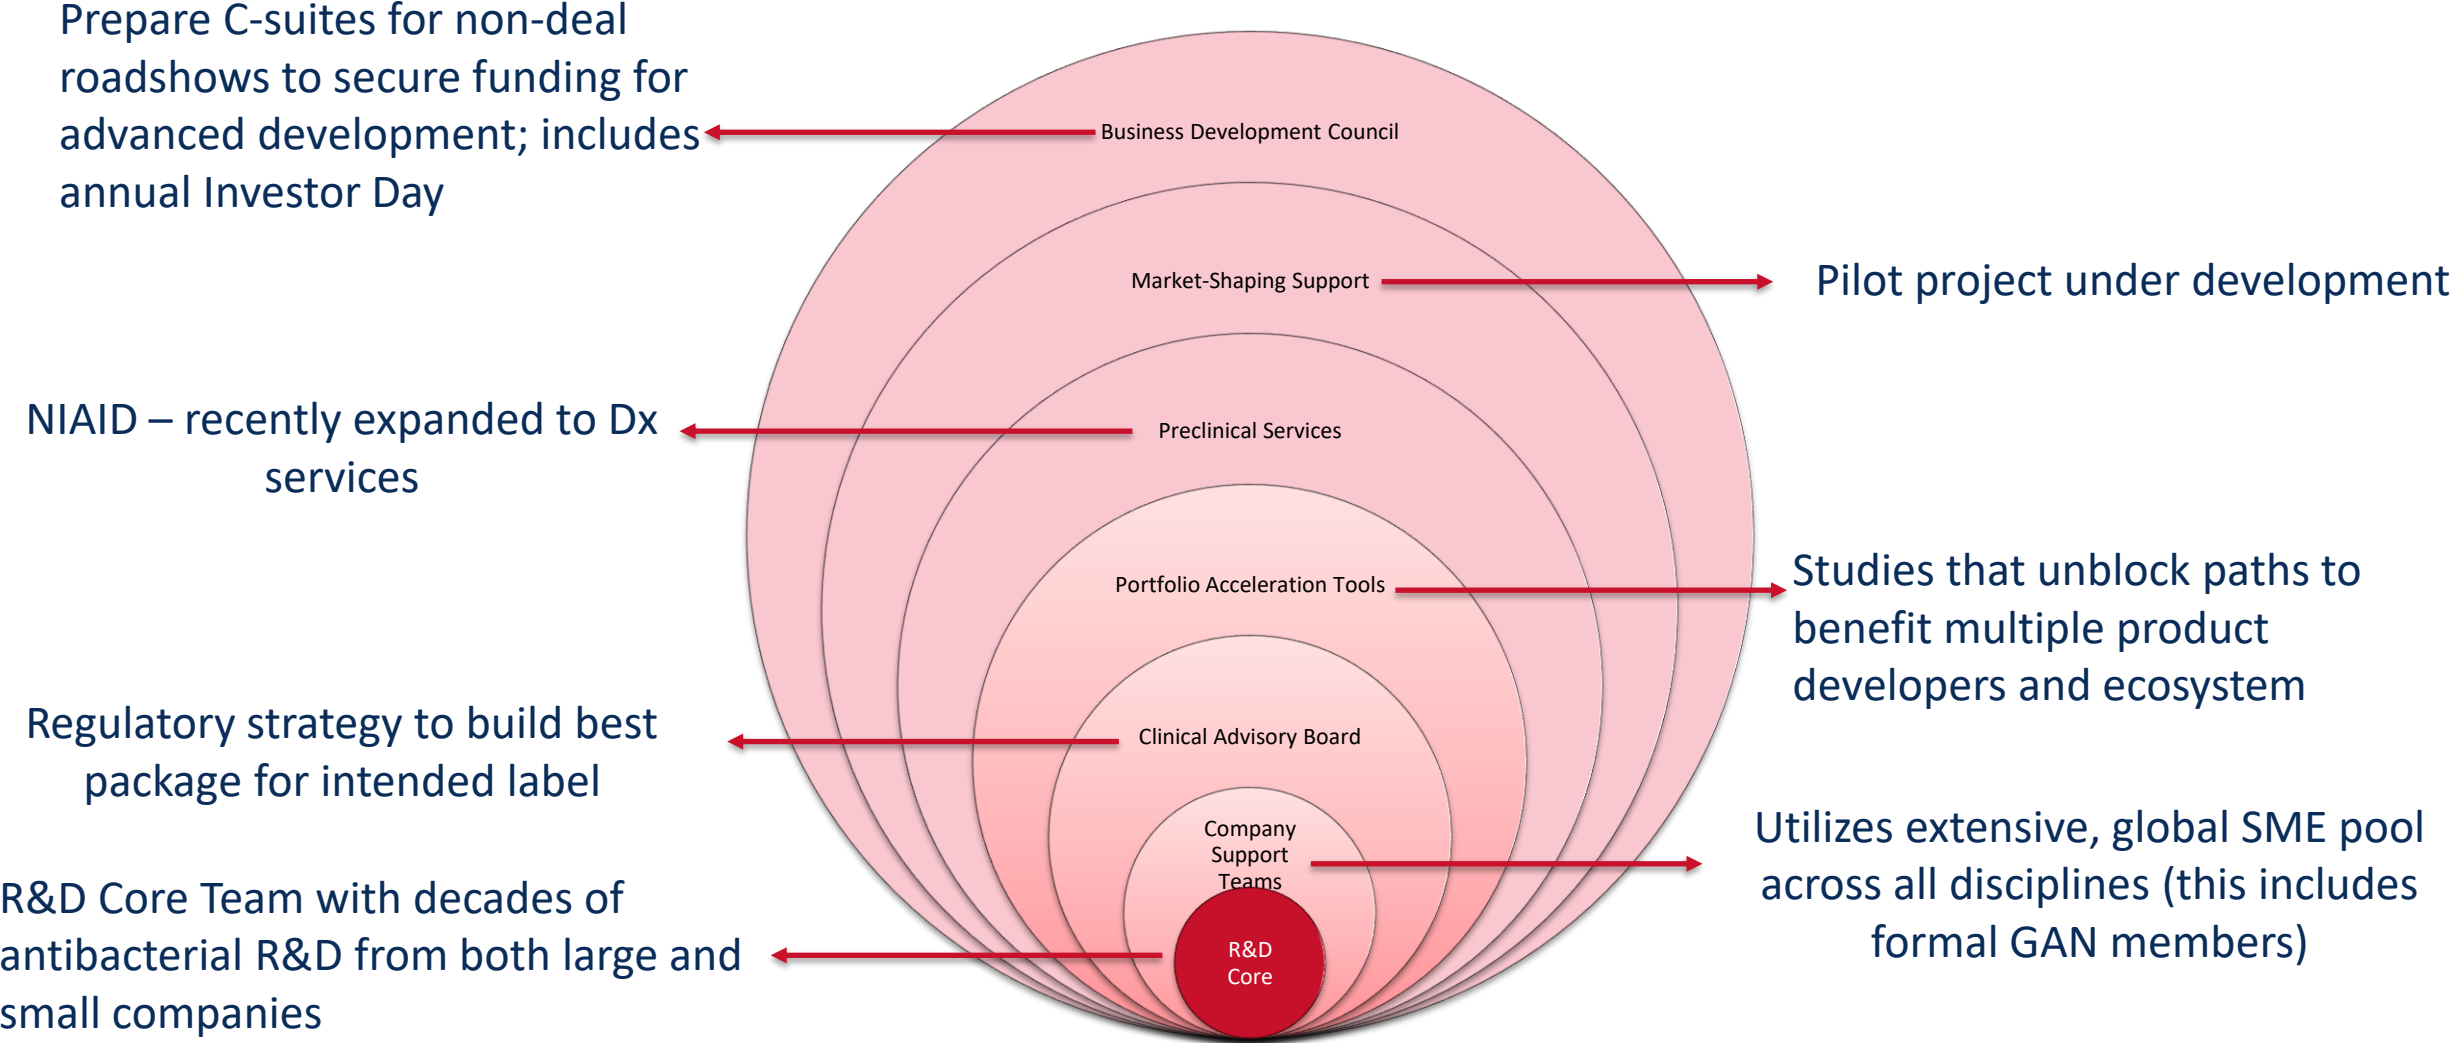 Prepare C-suites for non-deal
roadshows to secure funding for
advanced development; includes
annual Investor Day
Business Development Council
Market-Shaping Support
Pilot project under development
NIAID – recently expanded to Dx
services
Preclinical Services
Portfolio Acceleration Tools
Studies that unblock paths to
benefit multiple product
developers and ecosystem
Regulatory strategy to build best
package for intended label
Clinical Advisory Board
Company
Support
Teams
Utilizes extensive, global SME pool
across all disciplines (this includes
formal GAN members)
R&D Core Team with decades of
antibacterial R&D from both large and
small companies
R&D
Core